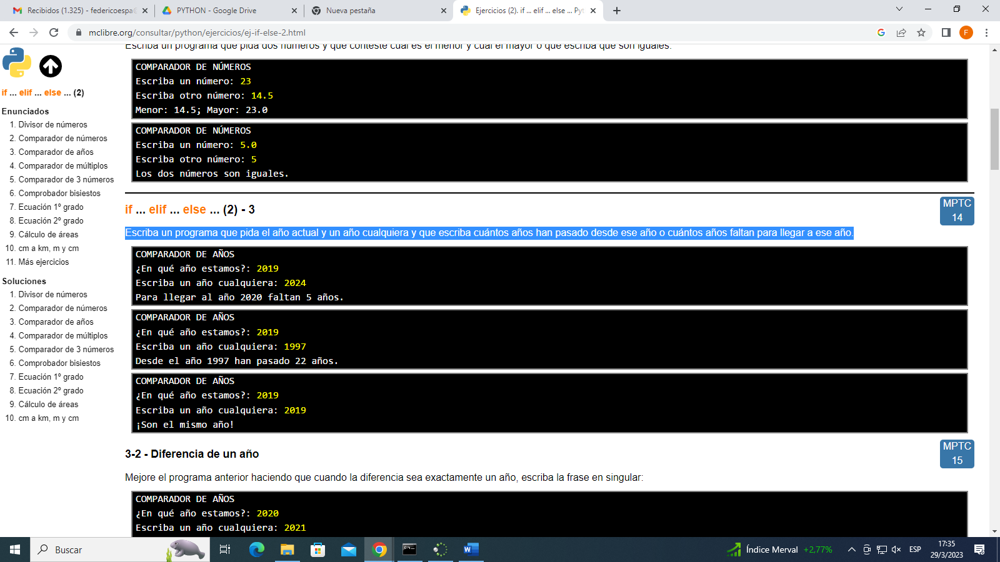 Recibidos (1.325) - federicoespa
PYTHON - Google Drive
Nueva pestaña
Ejercicios (2). if ... elif ... else ... Pyt
mclibre.org/consultar/python/ejercicios/ej-if-else-2.html
F
if ... elif ... else ... (2)
Enunciados
1. Divisor de números
2. Comparador de números
3. Comparador de años
4. Comparador de múltiplos
5. Comparador de 3 números
6. Comprobador bisiestos
7. Ecuación 1º grado
8. Ecuación 2º grado
9. Cálculo de áreas
10. cm a km, m y cm
11. Más ejercicios
Soluciones
1. Divisor de números
2. Comparador de números
3. Comparador de años
4. Comparador de múltiplos
5. Comparador de 3 números
6. Comprobador bisiestos
7. Ecuación 1º grado
8. Ecuación 2º grado
9. Cálculo de áreas
10. cm a km, m y cm
Escriba un programa que pida dos números y que conteste cuál es el menor y cuál el mayor o que escriba que son iguales.
COMPARADOR DE NÚMEROS
Escriba un número: 23
Escriba otro número: 14.5
Menor: 14.5; Mayor: 23.0
COMPARADOR DE NÚMEROS
Escriba un número: 5.0
Escriba otro número: 5
Los dos números son iguales.
if ... elif ... else ... (2) - 3
MPTC
14
Escriba un programa que pida el año actual y un año cualquiera y que escriba cuántos años han pasado desde ese año o cuántos años faltan para llegar a ese año.
COMPARADOR DE AÑOS
¿En qué año estamos?: 2019
Escriba un año cualquiera: 2024
Para llegar al año 2020 faltan 5 años.
COMPARADOR DE AÑOS
¿En qué año estamos?: 2019
Escriba un año cualquiera: 1997
Desde el año 1997 han pasado 22 años.
COMPARADOR DE AÑOS
¿En qué año estamos?: 2019
Escriba un año cualquiera: 2019
¡Son el mismo año!
3-2 - Diferencia de un año
MPTC
15
Mejore el programa anterior haciendo que cuando la diferencia sea exactamente un año, escriba la frase en singular:
COMPARADOR DE AÑOS
¿En qué año estamos?: 2020
Escriba un año cualquiera: 2021
Buscar
Índice Merval +2,77%
ESP
17:35
29/3/2023